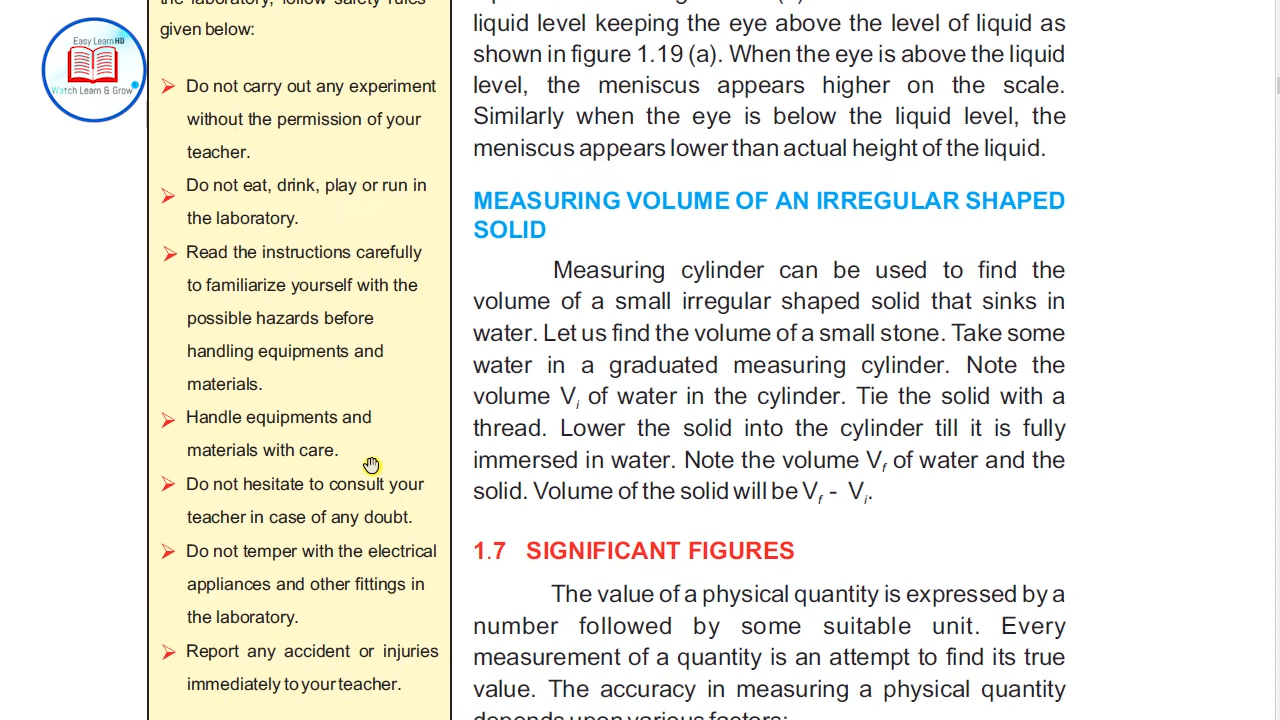 Easy Learn HD
Watch Learn & Grow
the laboratory, follow safety rules
given below:
➢ Do not carry out any experiment
without the permission of your
teacher.
➢ Do not eat, drink, play or run in
the laboratory.
➢ Read the instructions carefully
to familiarize yourself with the
possible hazards before
handling equipments and
materials.
➢ Handle equipments and
materials with care.
➢ Do not hesitate to consult your
teacher in case of any doubt.
➢ Do not temper with the electrical
appliances and other fittings in
the laboratory.
➢ Report any accident or injuries
immediately to your teacher.
liquid level keeping the eye above the level of liquid as
shown in figure 1.19 (a). When the eye is above the liquid
level, the meniscus appears higher on the scale.
Similarly when the eye is below the liquid level, the
meniscus appears lower than actual height of the liquid.
MEASURING VOLUME OF AN IRREGULAR SHAPED
SOLID
Measuring cylinder can be used to find the
volume of a small irregular shaped solid that sinks in
water. Let us find the volume of a small stone. Take some
water in a graduated measuring cylinder. Note the
volume Vi of water in the cylinder. Tie the solid with a
thread. Lower the solid into the cylinder till it is fully
immersed in water. Note the volume Vf of water and the
solid. Volume of the solid will be Vf - Vi.
1.7 SIGNIFICANT FIGURES
The value of a physical quantity is expressed by a
number followed by some suitable unit. Every
measurement of a quantity is an attempt to find its true
value. The accuracy in measuring a physical quantity
depends upon various factors: